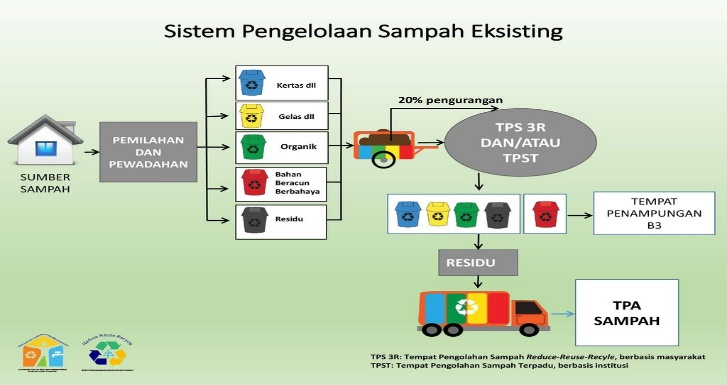 Sistem Pengelolaan Sampah Eksisting
SUMBER
SAMPAH
PEMILAHAN
DAN
PEWADAHAN
Kertas dll
Gelas dll
Organik
Bahan
Beracun
Berbahaya
Residu
20% pengurangan
TPS 3R
DAN/ATAU
TPST
TEMPAT
PENAMPUNGAN
B3
RESIDU
TPA
SAMPAH
TPS 3R: Tempat Pengolahan Sampah Reduce-Reuse-Recyle, berbasis masyarakat
TPST: Tempat Pengolahan Sampah Terpadu, berbasis institusi